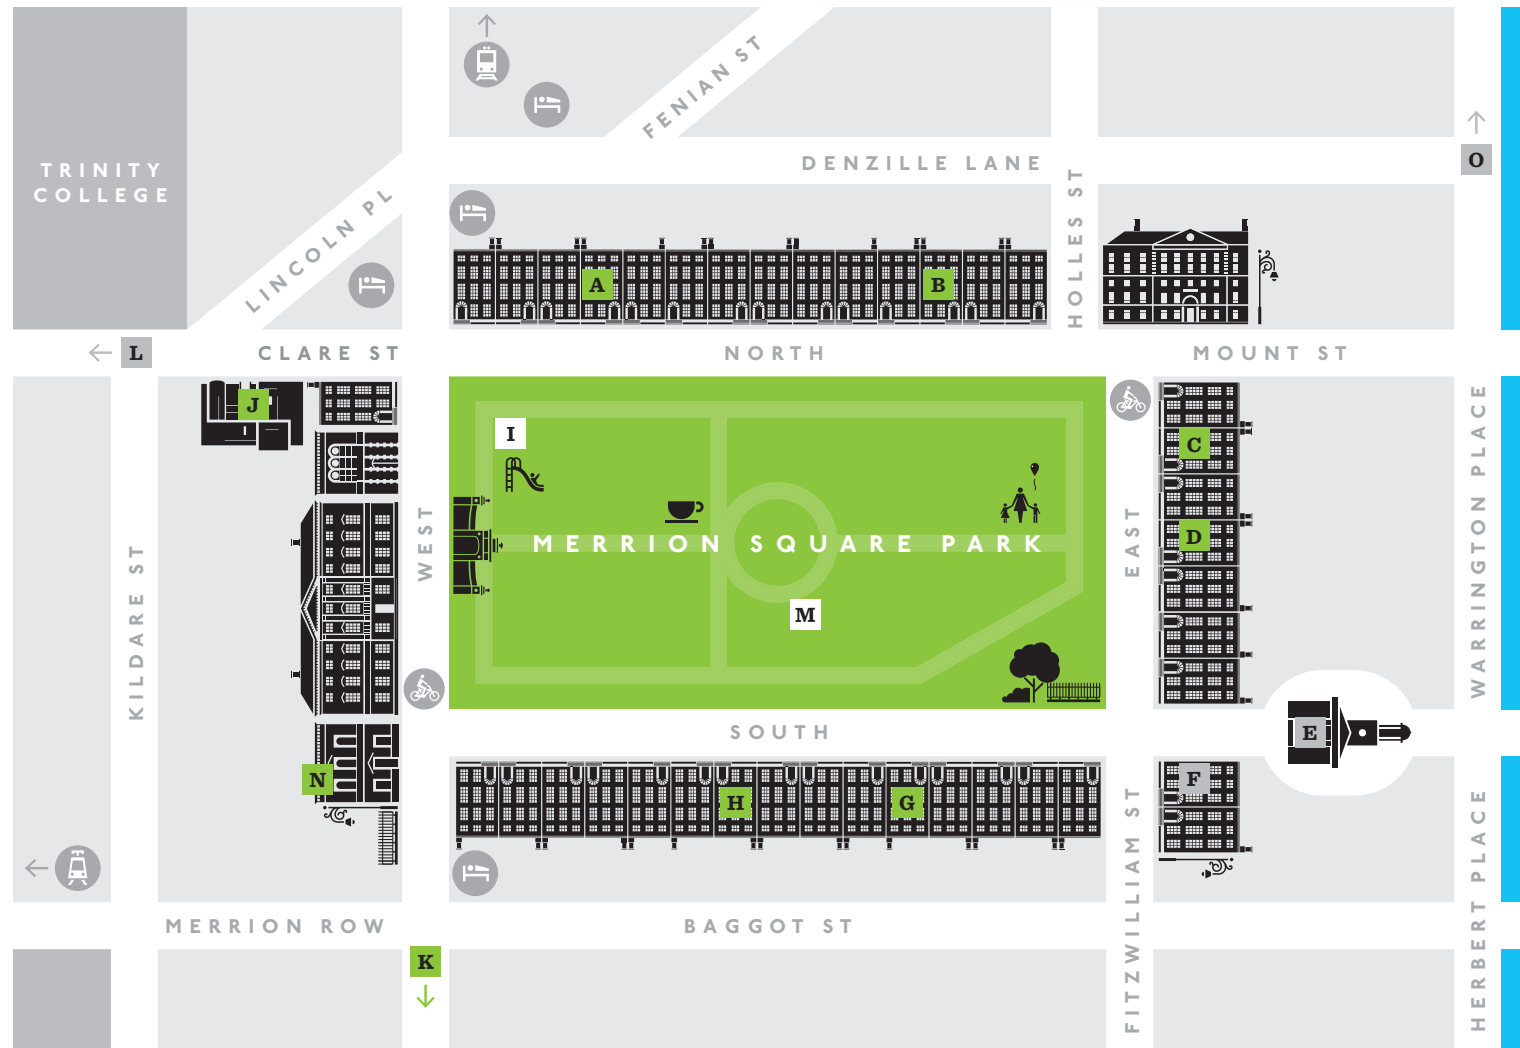 FENIAN ST
TRINITY
COLLEGE
DENZILLE LANE
O
LINCOLN PL
HOLLES ST
A
B
L
CLARE ST
NORTH
MOUNT ST
J
I
C
WARRINGTON PLACE
WEST
EAST
MERRION SQUARE PARK
D
KILDARE ST
M
SOUTH
E
N
H
G
F
FITZWILLIAM ST
HERBERT PLACE
MERRION ROW
BAGGOT ST
K